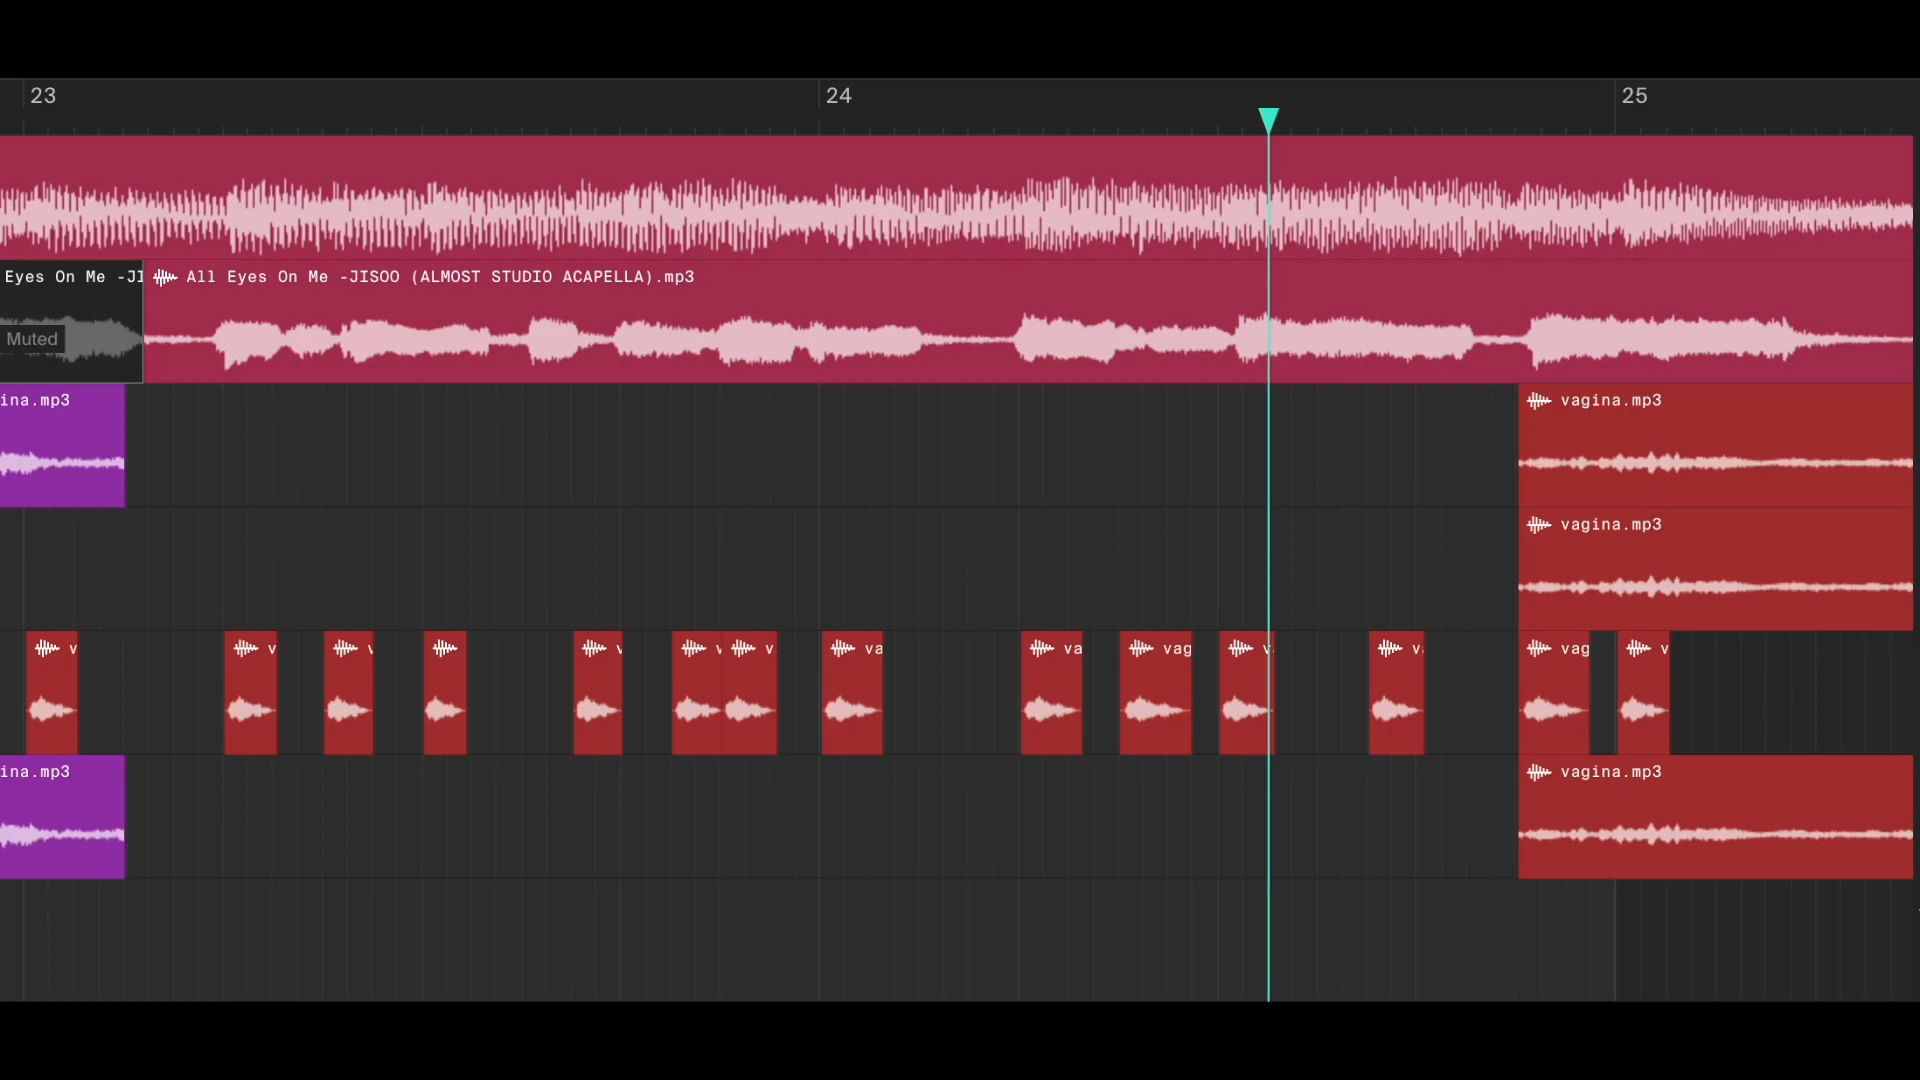 23 24 25
Eyes On Me -JI All Eyes On Me -JISOO (ALMOST STUDIO ACAPELLA).mp3
Muted
ina.mp3 vagina.mp3
vagina.mp3
v v v v v v va va vag v v vag v
ina.mp3 vagina.mp3